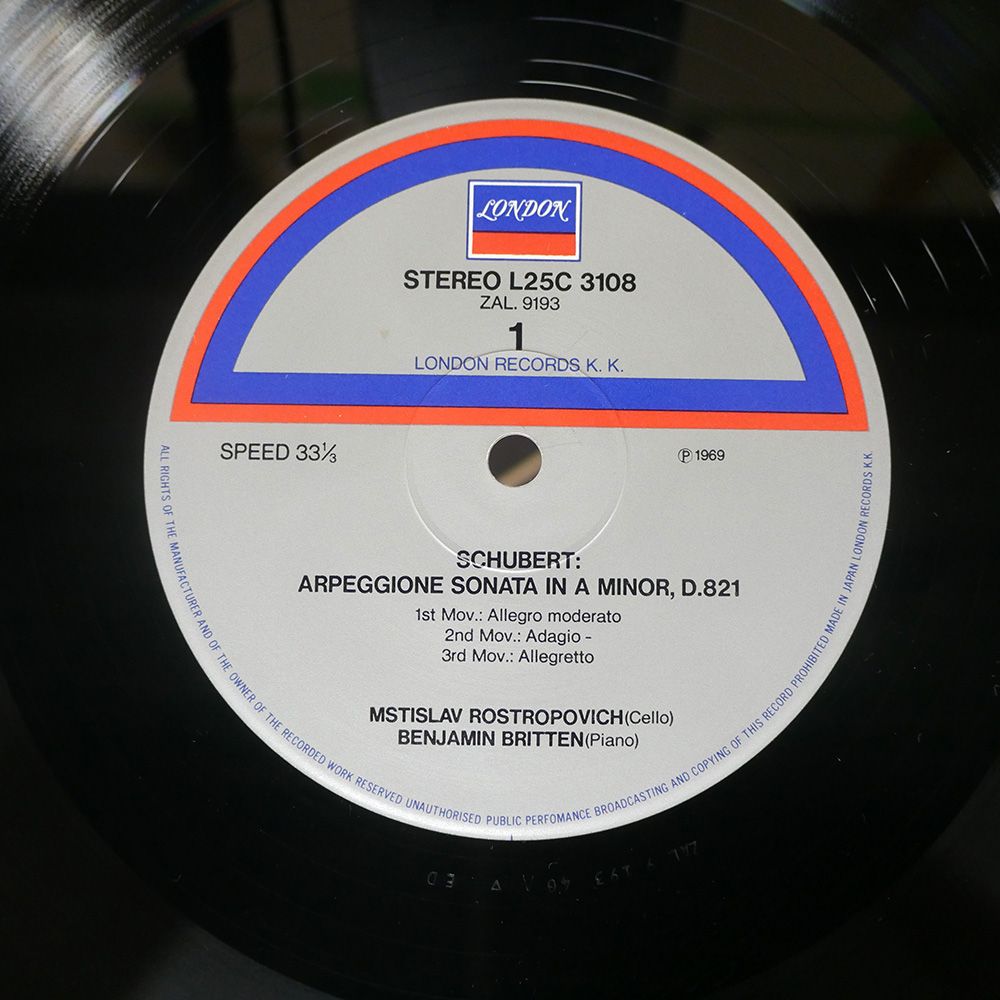 LONDON
STEREO L25C 3108
ZAL. 9193
1
LONDON RECORDS K. K.
SPEED 33⅓
Ⓟ 1969
SCHUBERT:
ARPEGGIONE SONATA IN A MINOR, D.821
1st Mov.: Allegro moderato
2nd Mov.: Adagio -
3rd Mov.: Allegretto
MSTISLAV ROSTROPOVICH(Cello)
BENJAMIN BRITTEN(Piano)
ALL RIGHTS OF THE MANUFACTURER AND OF THE OWNER OF THE RECORDED WORK RESERVED UNAUTHORISED PUBLIC PERFOMANCE BROADCASTING AND COPYING OF THIS RECORD PROHIBITED MADE IN JAPAN LONDON RECORDS K.K.